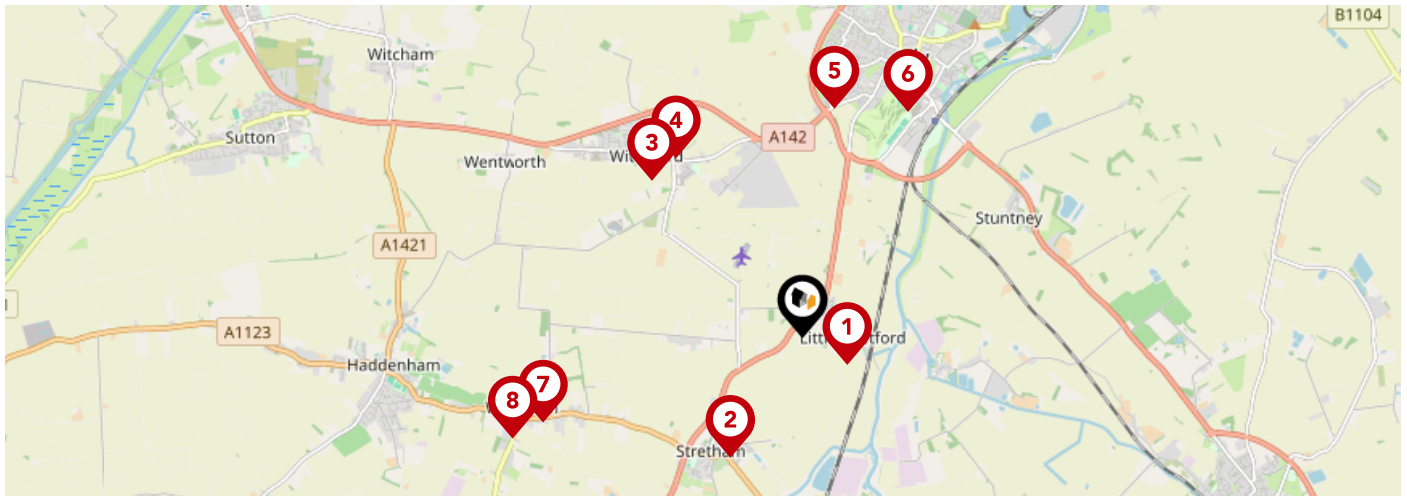 B1104
Witcham
5
6
4
A142
Sutton
3
Wentworth
Stuntney
A1421
1
A1123
Haddenham
7
8
2
Stretham